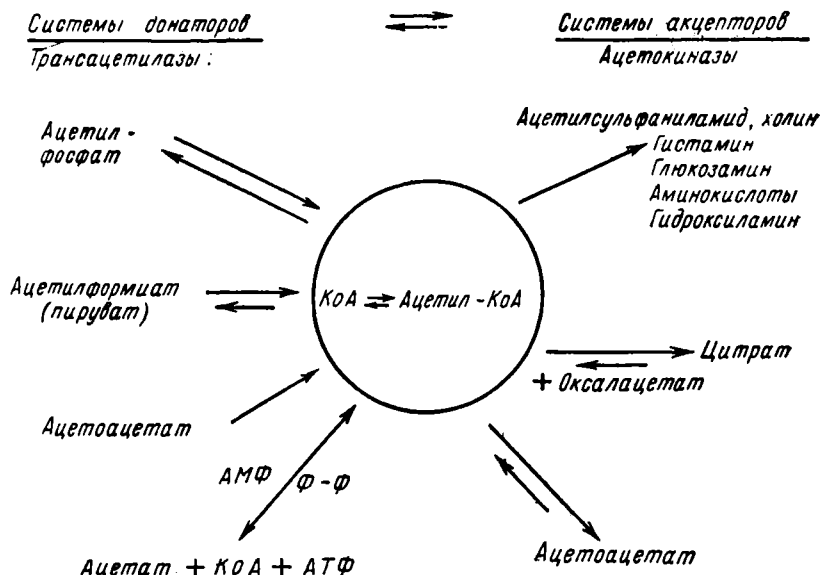 Системы донаторов
Трансацетилазы:
Системы акцепторов
Ацетокиназы
Ацетил-
фосфат
Ацетилсульфаниламид, холин
Гистамин
Глюкозамин
Аминокислоты
Гидроксиламин
Ацетилформиат
(пируват)
КоА ⇌ Ацетил-КоА
Цитрат
+ Оксалацетат
Ацетоацетат
АМФ Ф-Ф
Ацетат + КоА + АТФ
Ацетоацетат